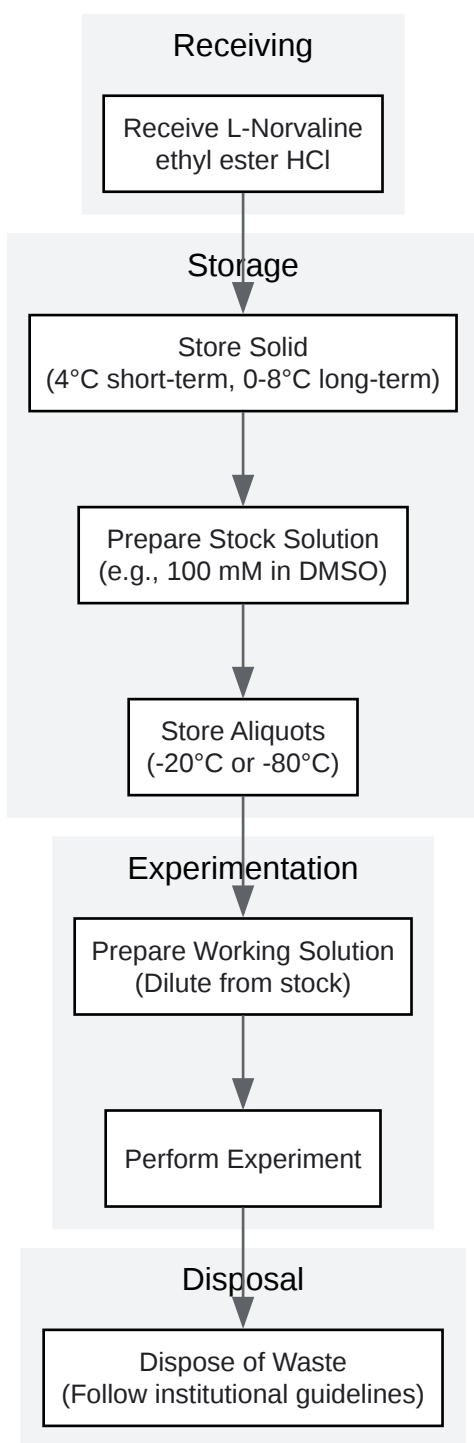 Receiving
Receive L-Norvaline
ethyl ester HCl
Storage
Store Solid
(4°C short-term, 0-8°C long-term)
Prepare Stock Solution
(e.g., 100 mM in DMSO)
Store Aliquots
(-20°C or -80°C)
Experimentation
Prepare Working Solution
(Dilute from stock)
Perform Experiment
Disposal
Dispose of Waste
(Follow institutional guidelines)